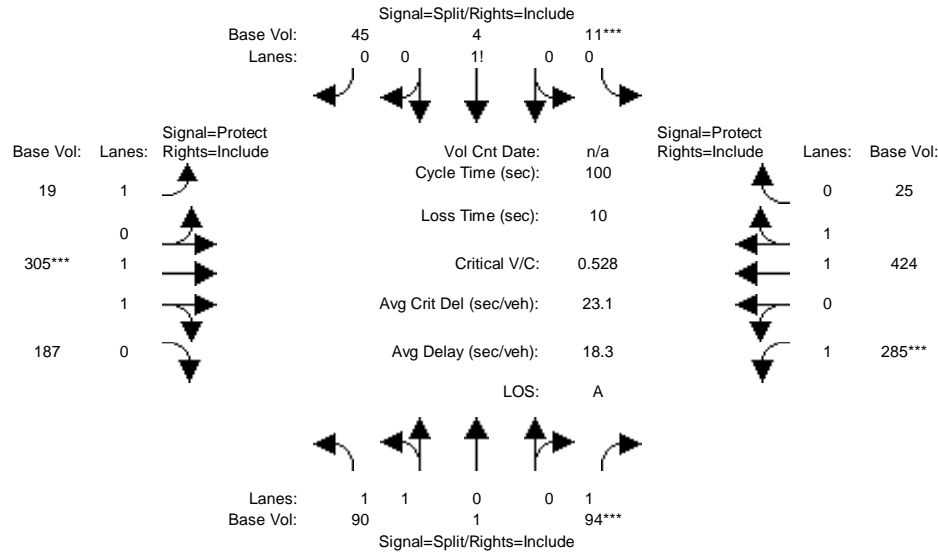 Signal=Split/Rights=Include
Base Vol: 45 4 11***
Lanes: 0 0 1! 0 0
Signal=Protect
Base Vol: Lanes: Rights=Include
Vol Cnt Date: n/a
Signal=Protect
Rights=Include Lanes: Base Vol:
Cycle Time (sec): 100
19 1
0 25
Loss Time (sec): 10
0
1
305*** 1
Critical V/C: 0.528
1 424
1
Avg Crit Del (sec/veh): 23.1
0
187 0
Avg Delay (sec/veh): 18.3
1 285***
LOS: A
Lanes: 1 1 0 0 1
Base Vol: 90 1 94***
Signal=Split/Rights=Include